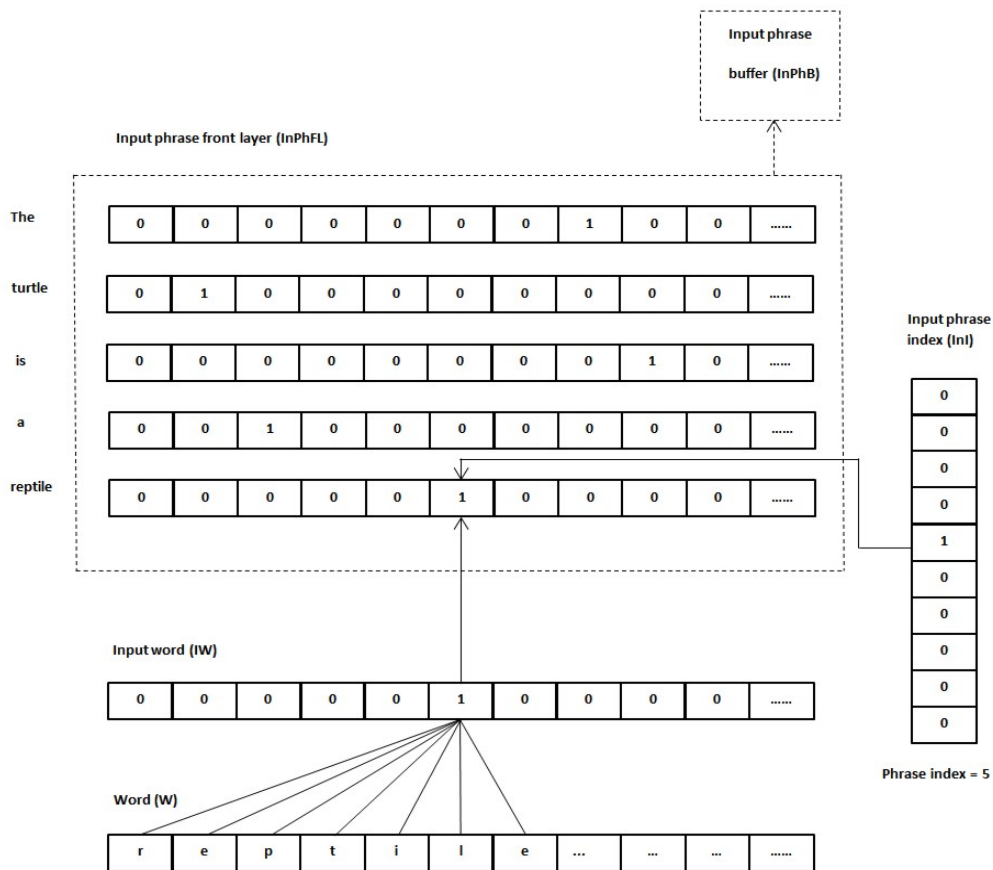 Input phrase
buffer (InPhB)
Input phrase front layer (InPhFL)
The 0 0 0 0 0 0 0 1 0 0 ......
turtle 0 1 0 0 0 0 0 0 0 0 ......
is 0 0 0 0 0 0 0 0 1 0 ......
a 0 0 1 0 0 0 0 0 0 0 ......
reptile 0 0 0 0 0 1 0 0 0 0 ......
Input phrase
index (InI)
0
0
0
0
1
0
0
0
0
0
Phrase index = 5
Input word (IW)
0 0 0 0 0 1 0 0 0 0 ......
Word (W)
r e p t i l e ... ... ... ......